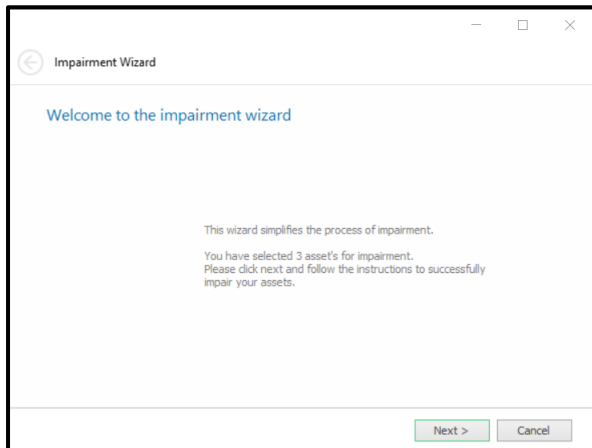 Impairment Wizard
Welcome to the impairment wizard
This wizard simplifies the process of impairment.
You have selected 3 asset's for impairment.
Please click next and follow the instructions to successfully
impair your assets.
Next >
Cancel